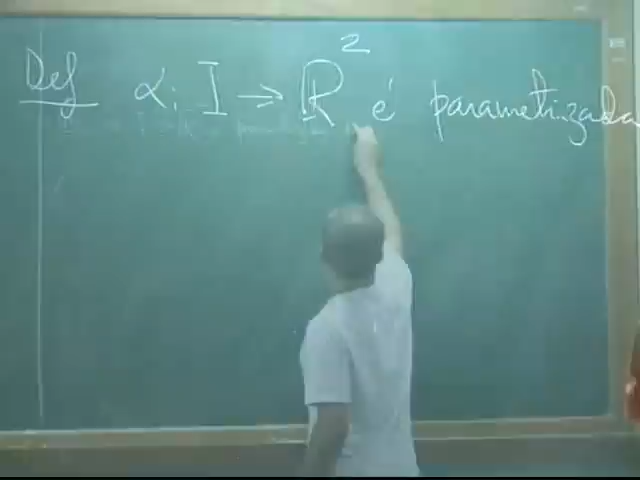 Def α: I → ℝ² é parametrizada